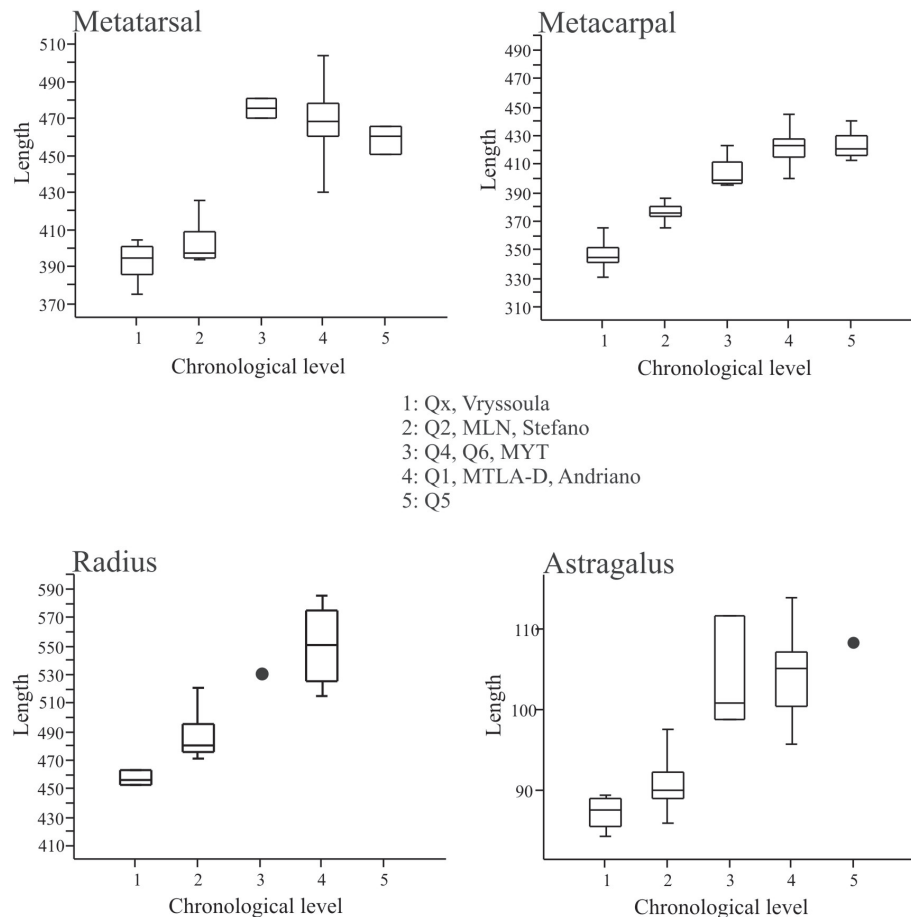 Metatarsal
510
490
470
450
430
410
390
370
Length
1 2 3 4 5
Chronological level
Metacarpal
490
470
450
430
410
390
370
350
330
310
Length
1 2 3 4 5
Chronological level
1: Qx, Vryssoula
2: Q2, MLN, Stefano
3: Q4, Q6, MYT
4: Q1, MTLA-D, Andriano
5: Q5
Radius
590
570
550
530
510
490
470
450
430
410
Length
1 2 3 4 5
Chronological level
Astragalus
110
100
90
Length
1 2 3 4 5
Chronological level